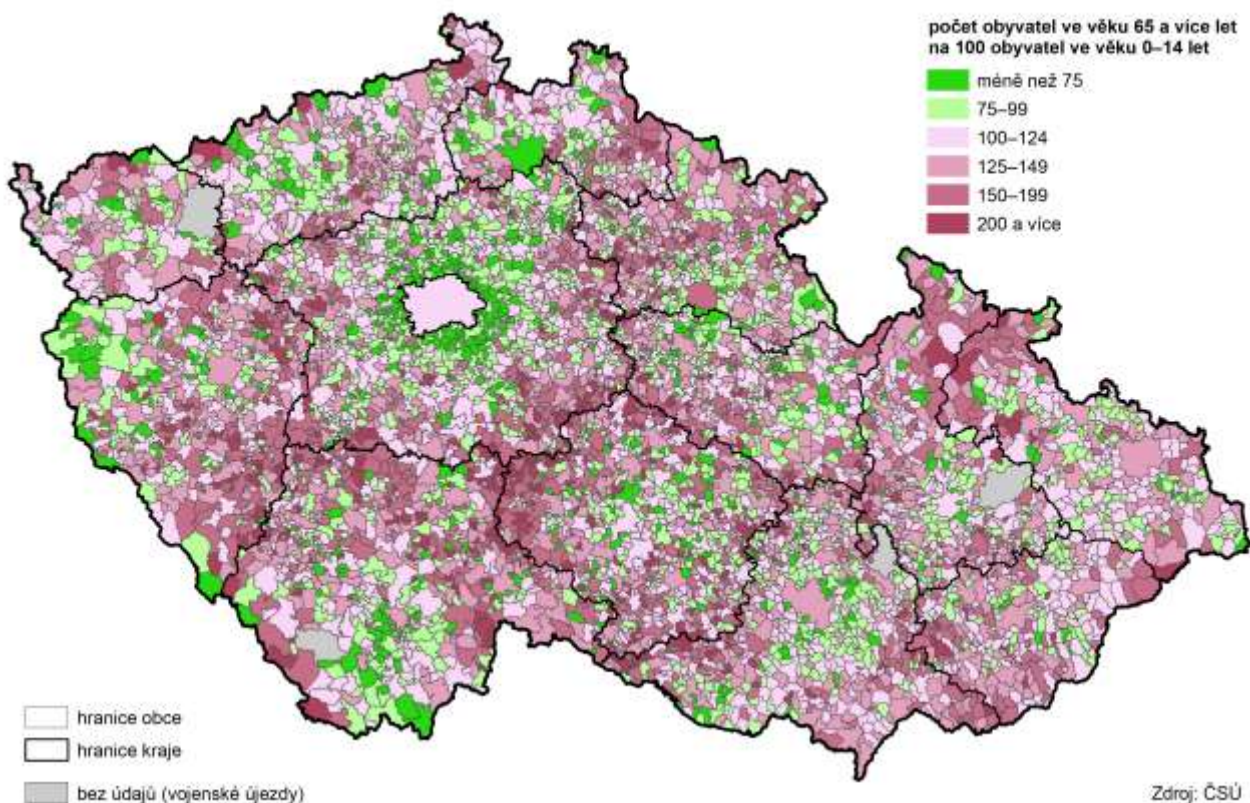 počet obyvatel ve věku 65 a více let
na 100 obyvatel ve věku 0–14 let
méně než 75
75–99
100–124
125–149
150–199
200 a více
hranice obce
hranice kraje
bez údajů (vojenské újezdy)
Zdroj: ČSÚ